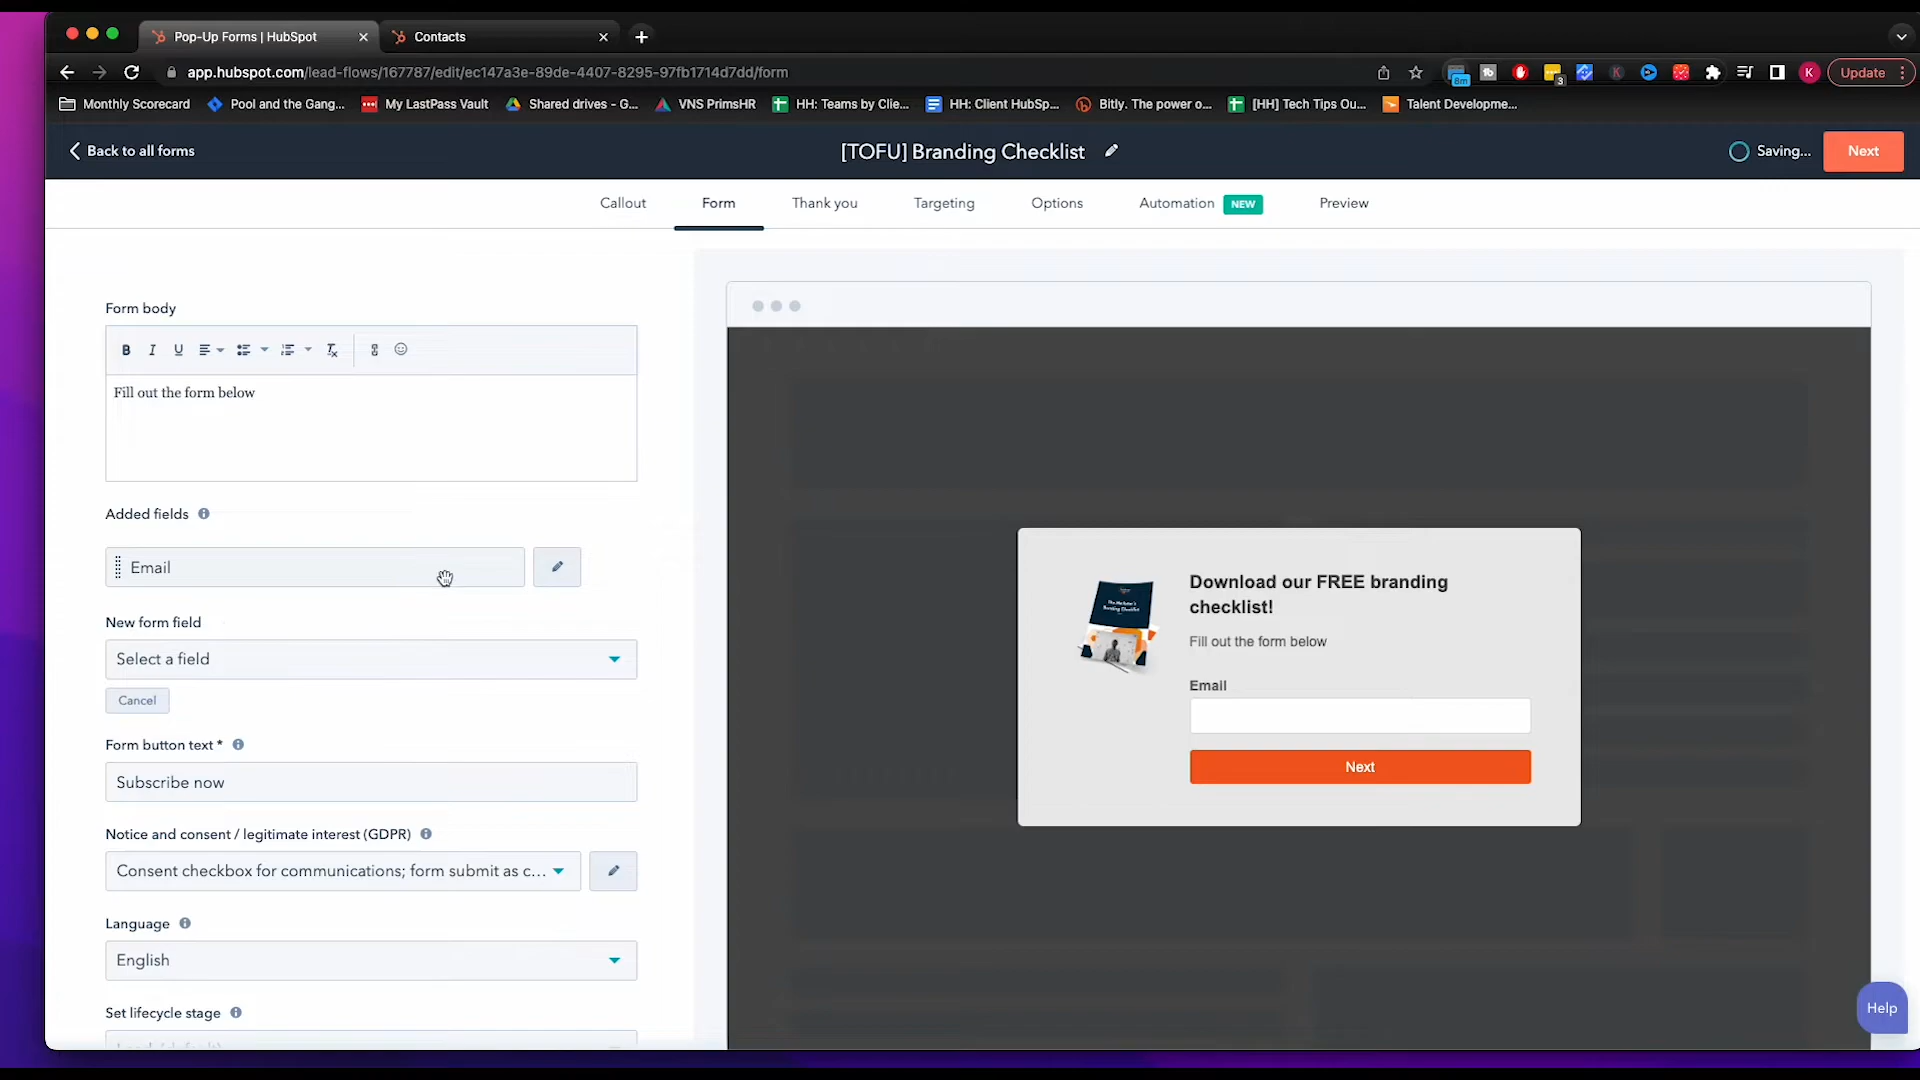 Pop-Up Forms | HubSpot
Contacts
app.hubspot.com/lead-flows/167787/edit/ec147a3e-89de-4407-8295-97fb1714d7dd/form
8m
3
K
K
Update
Monthly Scorecard
Pool and the Gang...
My LastPass Vault
Shared drives - G...
VNS PrimsHR
HH: Teams by Clie...
HH: Client HubSp...
Bitly. The power o...
[HH] Tech Tips Ou...
Talent Developme...
Back to all forms
[TOFU] Branding Checklist
Saving...
Next
Callout
Form
Thank you
Targeting
Options
Automation NEW
Preview
Form body
B I U
Fill out the form below
Added fields
Email
New form field
Select a field
Cancel
Form button text *
Subscribe now
Notice and consent / legitimate interest (GDPR)
Consent checkbox for communications; form submit as c...
Language
English
Set lifecycle stage
Download our FREE branding
checklist!
Fill out the form below
Email
Next
Help